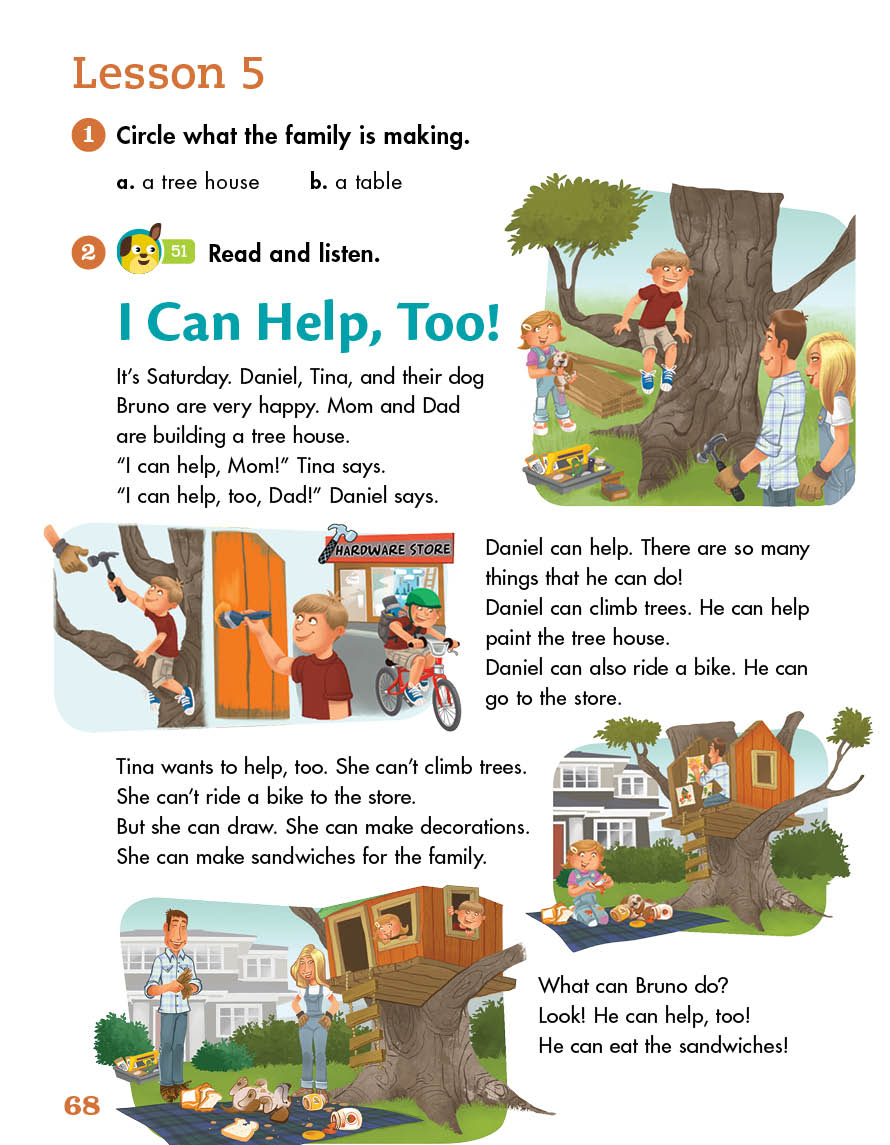 Lesson 5
1 Circle what the family is making.
a. a tree house b. a table
2 51 Read and listen.
I Can Help, Too!
It’s Saturday. Daniel, Tina, and their dog
Bruno are very happy. Mom and Dad
are building a tree house.
“I can help, Mom!” Tina says.
“I can help, too, Dad!” Daniel says.
HARDWARE STORE
Daniel can help. There are so many
things that he can do!
Daniel can climb trees. He can help
paint the tree house.
Daniel can also ride a bike. He can
go to the store.
Tina wants to help, too. She can’t climb trees.
She can’t ride a bike to the store.
But she can draw. She can make decorations.
She can make sandwiches for the family.
What can Bruno do?
Look! He can help, too!
He can eat the sandwiches!
68